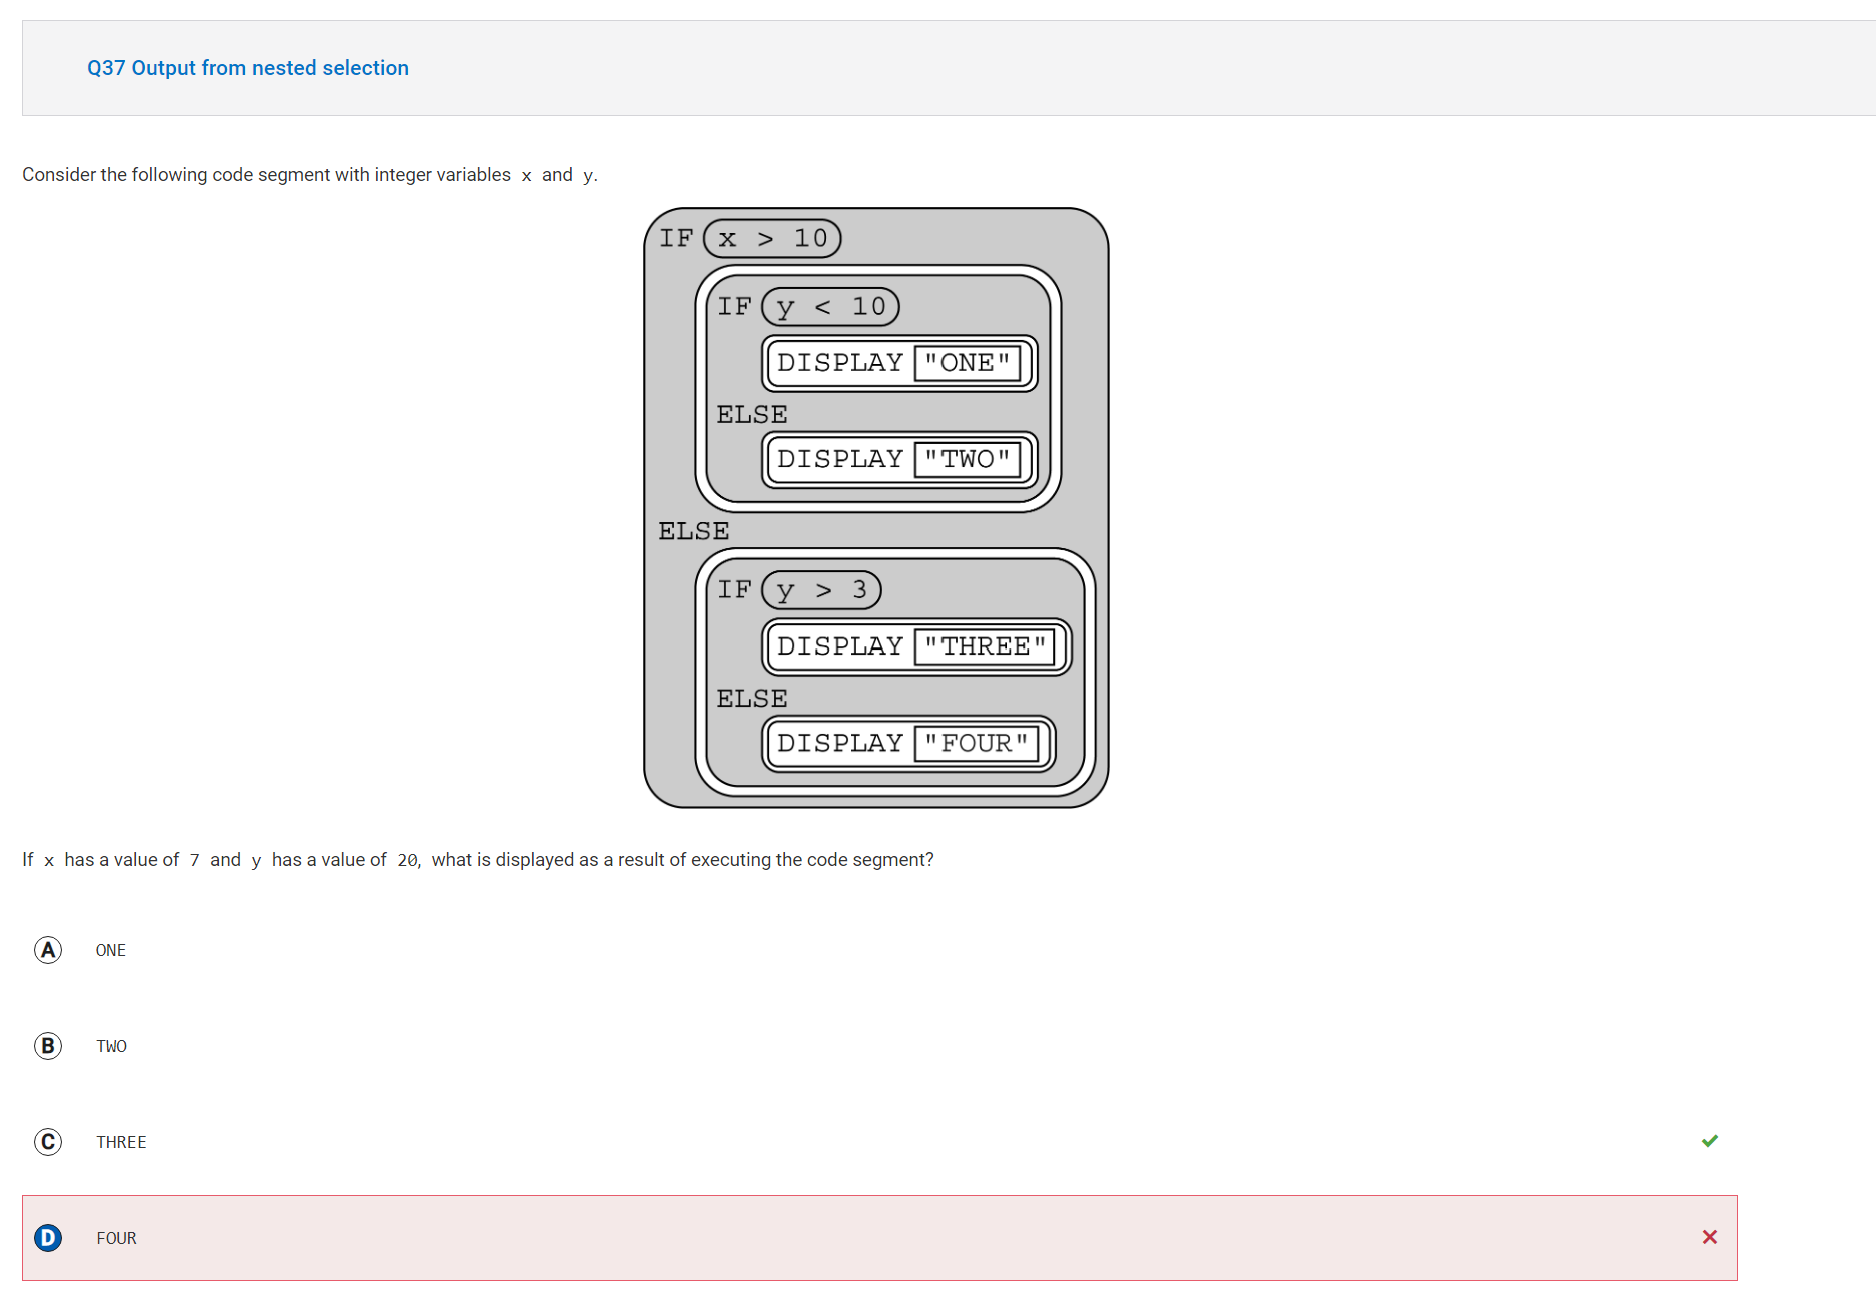 Q37 Output from nested selection
Consider the following code segment with integer variables x and y.
IF x > 10
IF y < 10
DISPLAY "ONE"
ELSE
DISPLAY "TWO"
ELSE
IF y > 3
DISPLAY "THREE"
ELSE
DISPLAY "FOUR"
If x has a value of 7 and y has a value of 20, what is displayed as a result of executing the code segment?
A ONE
B TWO
C THREE
D FOUR